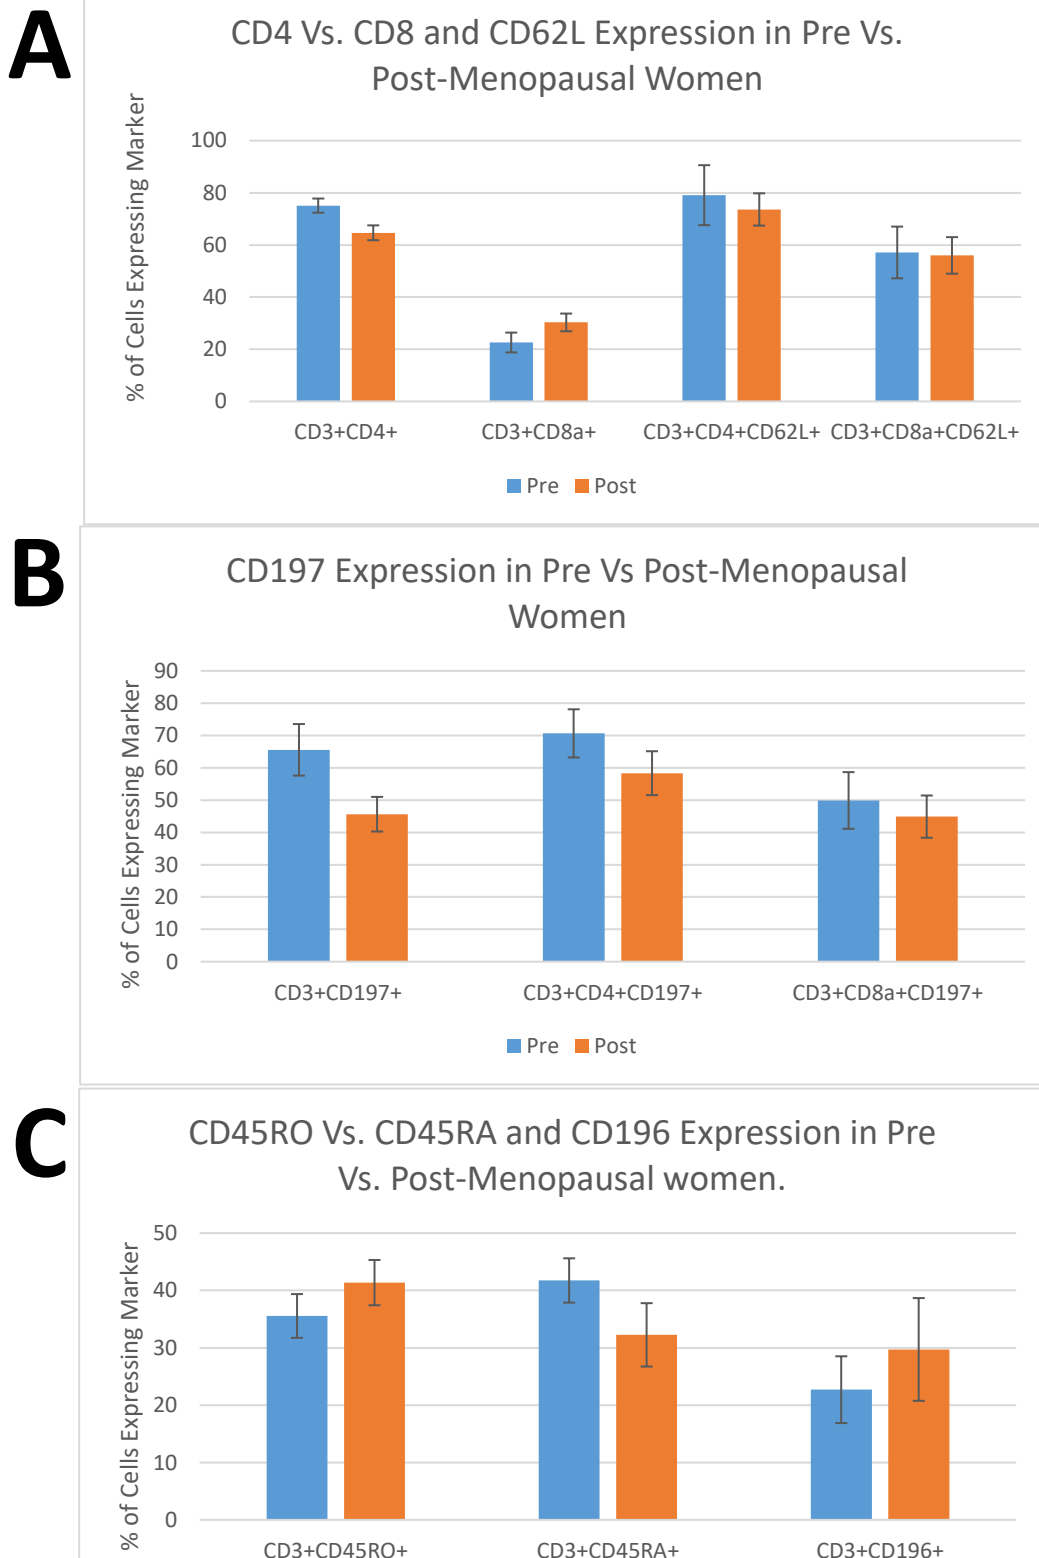 A
CD4 Vs. CD8 and CD62L Expression in Pre Vs.
Post-Menopausal Women
% of Cells Expressing Marker
100
80
60
40
20
0
CD3+CD4+ CD3+CD8a+ CD3+CD4+CD62L+ CD3+CD8a+CD62L+
Pre Post
B
CD197 Expression in Pre Vs Post-Menopausal
Women
% of Cells Expressing Marker
90
80
70
60
50
40
30
20
10
0
CD3+CD197+ CD3+CD4+CD197+ CD3+CD8a+CD197+
Pre Post
C
CD45RO Vs. CD45RA and CD196 Expression in Pre
Vs. Post-Menopausal women.
% of Cells Expressing Marker
50
40
30
20
10
0
CD3+CD45RO+ CD3+CD45RA+ CD3+CD196+